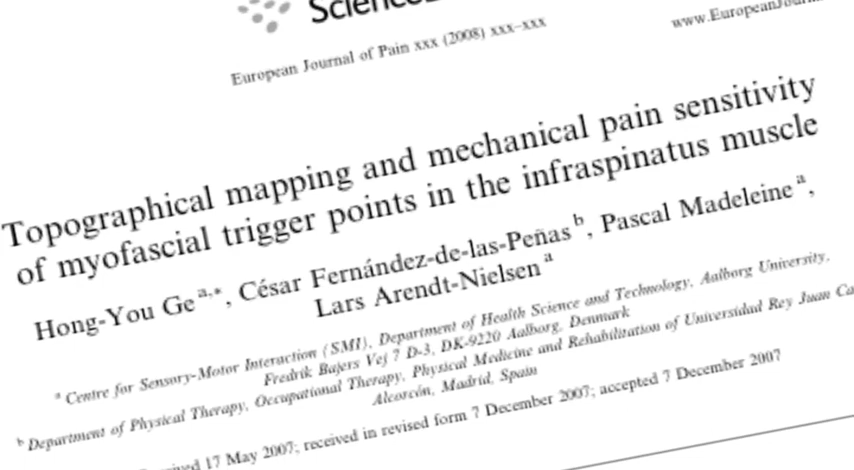 European Journal of Pain xxx (2008) xxx–xxx
Topographical mapping and mechanical pain sensitivity
of myofascial trigger points in the infraspinatus muscle
Hong-You Ge a,*, César Fernández-de-las-Peñas b, Pascal Madeleine a,
Lars Arendt-Nielsen a
a Centre for Sensory-Motor Interaction (SMI), Department of Health Science and Technology, Aalborg University,
Fredrik Bajers Vej 7 D-3, DK-9220 Aalborg, Denmark
b Department of Physical Therapy, Occupational Therapy, Physical Medicine and Rehabilitation of Universidad Rey Juan
Alcorcón, Madrid, Spain
17 May 2007; received in revised form 7 December 2007; accepted 7 December 2007